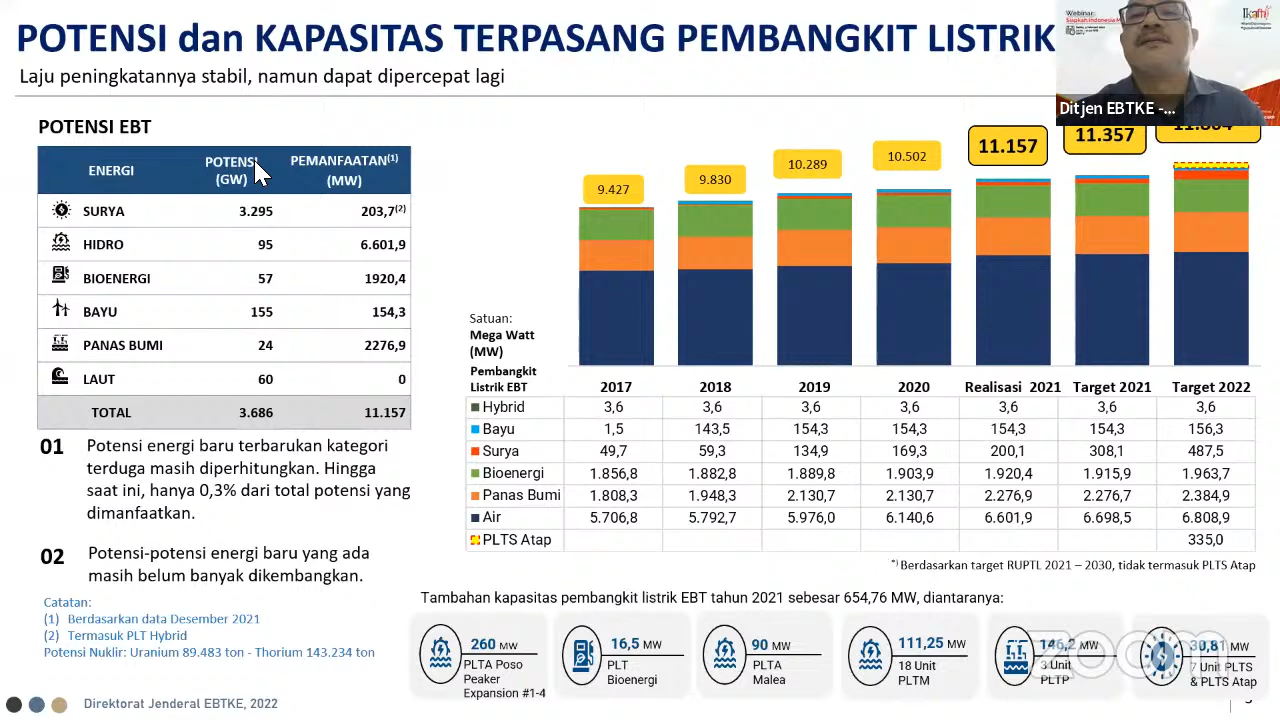 POTENSI dan KAPASITAS TERPASANG PEMBANGKIT LISTRIK
Laju peningkatannya stabil, namun dapat dipercepat lagi
Webinar:
Ditjen EBTKE -...
POTENSI EBT
ENERGI POTENSI (GW) PEMANFAATAN(1) (MW)
SURYA 3.295 203,7(2)
HIDRO 95 6.601,9
BIOENERGI 57 1920,4
BAYU 155 154,3
PANAS BUMI 24 2276,9
LAUT 60 0
TOTAL 3.686 11.157
01 Potensi energi baru terbarukan kategori
terduga masih diperhitungkan. Hingga
saat ini, hanya 0,3% dari total potensi yang
dimanfaatkan.
02 Potensi-potensi energi baru yang ada
masih belum banyak dikembangkan.
Catatan:
(1) Berdasarkan data Desember 2021
(2) Termasuk PLT Hybrid
Potensi Nuklir: Uranium 89.483 ton - Thorium 143.234 ton
9.427 9.830 10.289 10.502 11.157 11.357
Satuan:
Mega Watt
(MW)
Pembangkit
Listrik EBT 2017 2018 2019 2020 Realisasi 2021 Target 2021 Target 2022
Hybrid 3,6 3,6 3,6 3,6 3,6 3,6 3,6
Bayu 1,5 143,5 154,3 154,3 154,3 154,3 156,3
Surya 49,7 59,3 134,9 169,3 200,1 308,1 487,5
Bioenergi 1.856,8 1.882,8 1.889,8 1.903,9 1.920,4 1.915,9 1.963,7
Panas Bumi 1.808,3 1.948,3 2.130,7 2.130,7 2.276,9 2.276,7 2.384,9
Air 5.706,8 5.792,7 5.976,0 6.140,6 6.601,9 6.698,5 6.808,9
PLTS Atap 335,0
*) Berdasarkan target RUPTL 2021 – 2030, tidak termasuk PLTS Atap
Tambahan kapasitas pembangkit listrik EBT tahun 2021 sebesar 654,76 MW, diantaranya:
260 MW
PLTA Poso
Peaker
Expansion #1-4
16,5 MW
PLT
Bioenergi
90 MW
PLTA
Malea
111,25 MW
18 Unit
PLTM
146,2 MW
3 Unit
PLTP
30,81 MW
7 Unit PLTS
& PLTS Atap
zoom
Direktorat Jenderal EBTKE, 2022